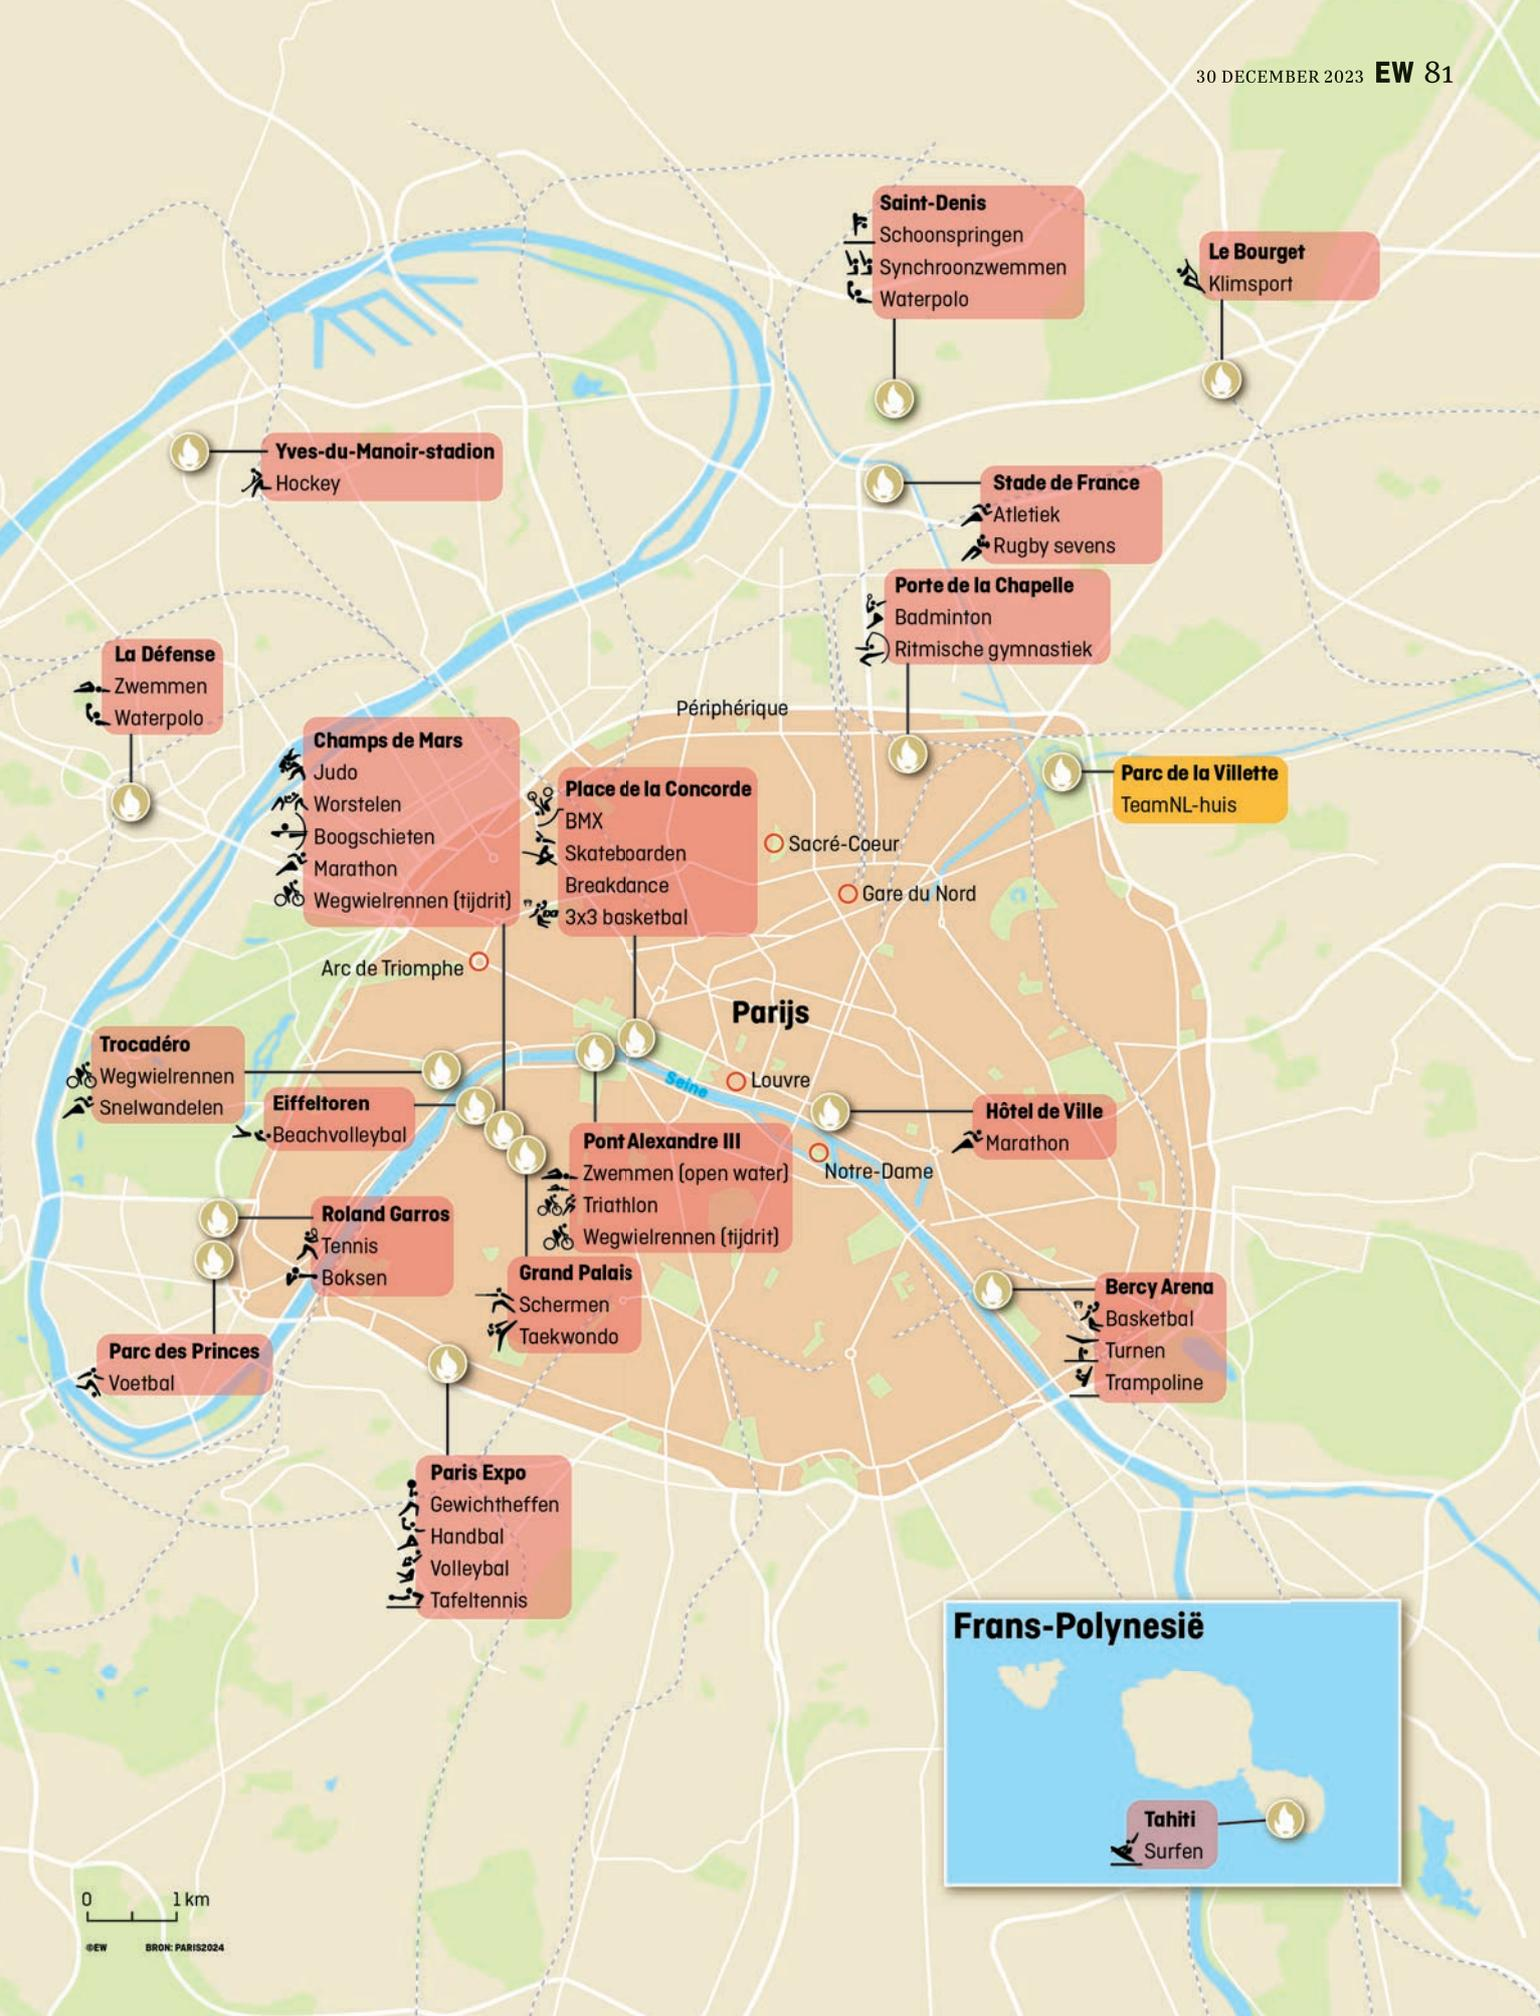 30 DECEMBER 2023 EW 81
Saint-Denis
Schoonspringen
Synchroonzwemmen
Waterpolo
Le Bourget
Klimsport
Yves-du-Manoir-stadion
Hockey
Stade de France
Atletiek
Rugby sevens
Porte de la Chapelle
Badminton
Ritmische gymnastiek
La Défense
Zwemmen
Waterpolo
Périphérique
Champs de Mars
Judo
Worstelen
Boogschieten
Marathon
Wegwielrennen (tijdrit)
Place de la Concorde
BMX
Skateboarden
Breakdance
3x3 basketbal
Parc de la Villette
TeamNL-huis
Sacré-Coeur
Gare du Nord
Arc de Triomphe
Parijs
Trocadéro
Wegwielrennen
Snelwandelen
Eiffeltoren
Beachvolleybal
Seine
Louvre
Hôtel de Ville
Marathon
Notre-Dame
Pont Alexandre III
Zwemmen (open water)
Triathlon
Wegwielrennen (tijdrit)
Roland Garros
Tennis
Boksen
Grand Palais
Schermen
Taekwondo
Bercy Arena
Basketbal
Turnen
Trampoline
Parc des Princes
Voetbal
Paris Expo
Gewichtheffen
Handbal
Volleybal
Tafeltennis
Frans-Polynesië
Tahiti
Surfen
0 1 km
©EW BRON: PARIS2024